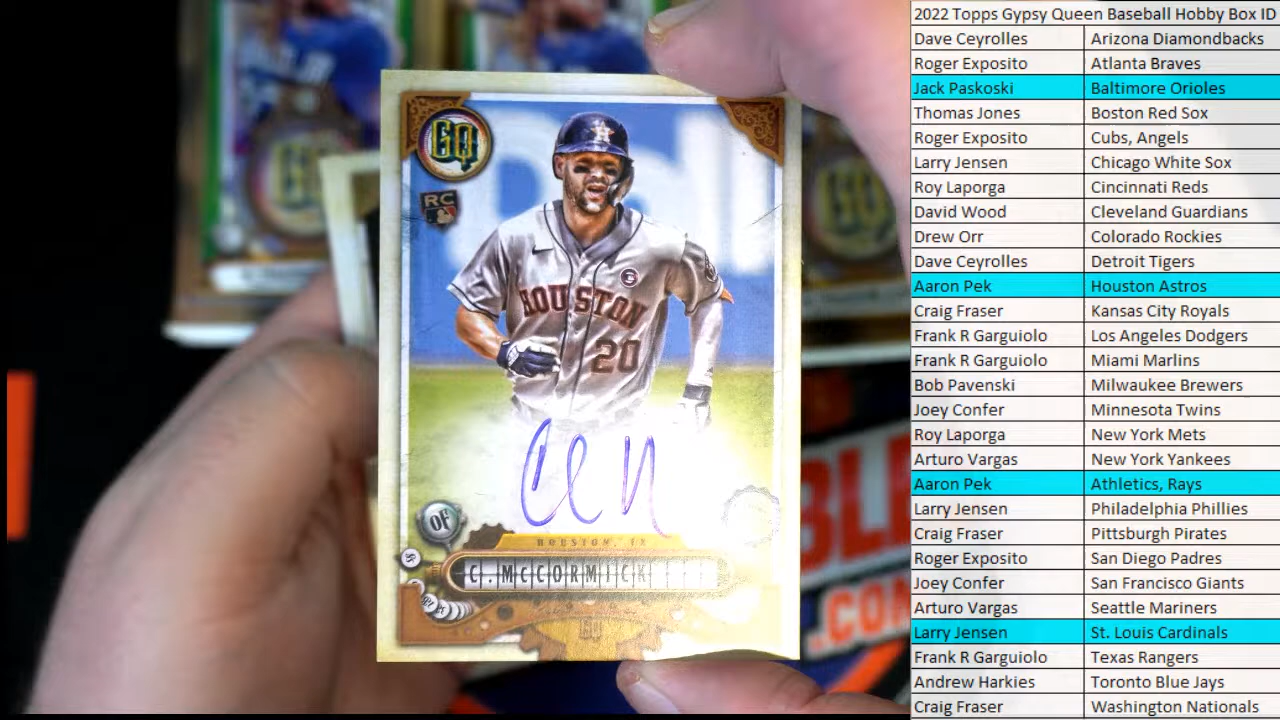 GQ
RC
HOUSTON
20
OF
HOUSTON, TX
C. McCORMICK
GQ
BLE
.COM
2022 Topps Gypsy Queen Baseball Hobby Box ID
Dave Ceyrolles Arizona Diamondbacks
Roger Exposito Atlanta Braves
Jack Paskoski Baltimore Orioles
Thomas Jones Boston Red Sox
Roger Exposito Cubs, Angels
Larry Jensen Chicago White Sox
Roy Laporga Cincinnati Reds
David Wood Cleveland Guardians
Drew Orr Colorado Rockies
Dave Ceyrolles Detroit Tigers
Aaron Pek Houston Astros
Craig Fraser Kansas City Royals
Frank R Garguiolo Los Angeles Dodgers
Frank R Garguiolo Miami Marlins
Bob Pavenski Milwaukee Brewers
Joey Confer Minnesota Twins
Roy Laporga New York Mets
Arturo Vargas New York Yankees
Aaron Pek Athletics, Rays
Larry Jensen Philadelphia Phillies
Craig Fraser Pittsburgh Pirates
Roger Exposito San Diego Padres
Joey Confer San Francisco Giants
Arturo Vargas Seattle Mariners
Larry Jensen St. Louis Cardinals
Frank R Garguiolo Texas Rangers
Andrew Harkies Toronto Blue Jays
Craig Fraser Washington Nationals